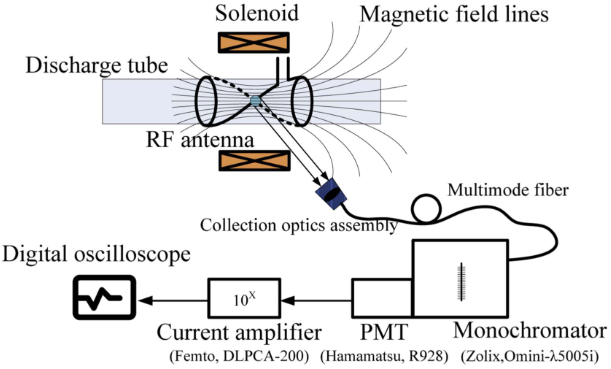 Solenoid
Magnetic field lines
Discharge tube
RF antenna
Multimode fiber
Collection optics assembly
Digital oscilloscope
10^X
Current amplifier
PMT
Monochromator
(Femto, DLPCA-200)
(Hamamatsu, R928)
(Zolix,Omini-λ5005i)